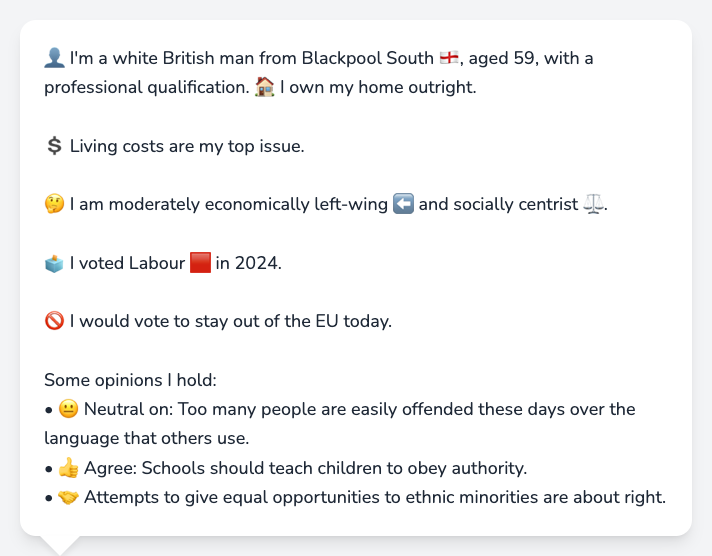 👤 I'm a white British man from Blackpool South 🏴󠁧󠁢󠁥󠁮󠁧󠁿, aged 59, with a
professional qualification. 🏠 I own my home outright.
💲 Living costs are my top issue.
🤔 I am moderately economically left-wing ⬅️ and socially centrist ⚖️.
🗳️ I voted Labour 🟥 in 2024.
🚫 I would vote to stay out of the EU today.
Some opinions I hold:
• 😐 Neutral on: Too many people are easily offended these days over the
language that others use.
• 👍 Agree: Schools should teach children to obey authority.
• 🤝 Attempts to give equal opportunities to ethnic minorities are about right.